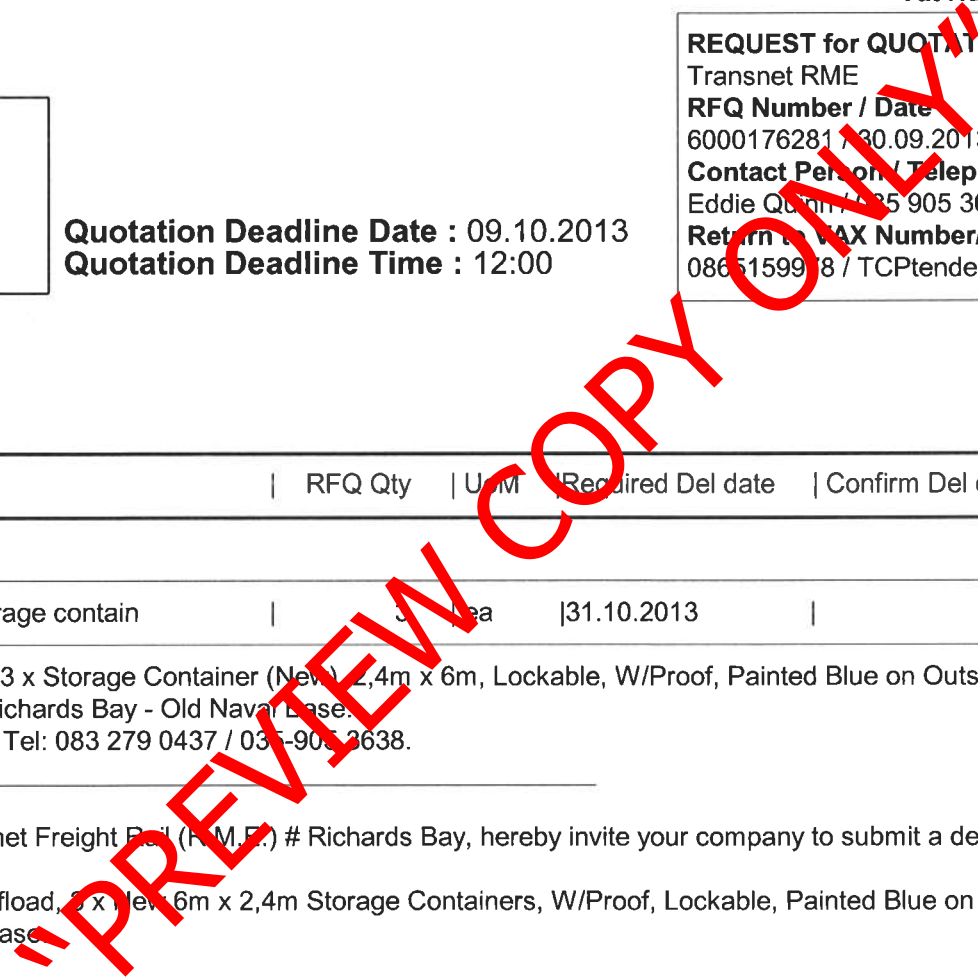 REQUEST for QUOTAT
Transnet RME
RFQ Number / Date
6000176281 / 30.09.2013
Contact Person / Telep
Eddie Quinn / 035 905 36
Quotation Deadline Date : 09.10.2013
Return to VAX Number/
Quotation Deadline Time : 12:00
/ TCPtende
| RFQ Qty | UoM |Required Del date | Confirm Del
rage contain | 3 |ea |31.10.2013 |
3 x Storage Container (New), 2,4m x 6m, Lockable, W/Proof, Painted Blue on Outs
ichards Bay - Old Naval Base.
Tel: 083 279 0437 / 035-905 3638.
net Freight Rail (R.M.E.) # Richards Bay, hereby invite your company to submit a de
fload, 3 x New 6m x 2,4m Storage Containers, W/Proof, Lockable, Painted Blue on
ase
"PREVIEW COPY ONLY"